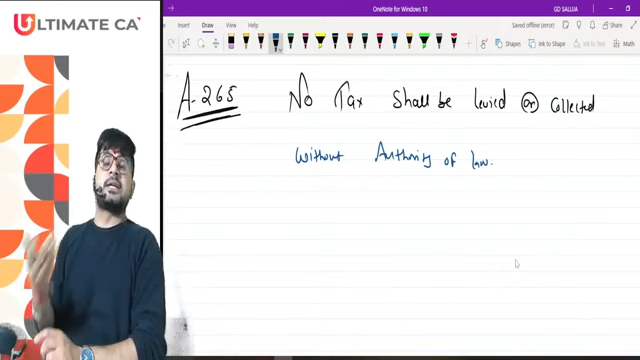 ULTIMATE CA
OneNote for Windows 10
GD SALUJA
Draw
View
Help
Saved offline (error)
Share
Shapes
Ink to Shape
Ink to Text
Math
A-265 No Tax Shall be levied or Collected
without Authority of law.